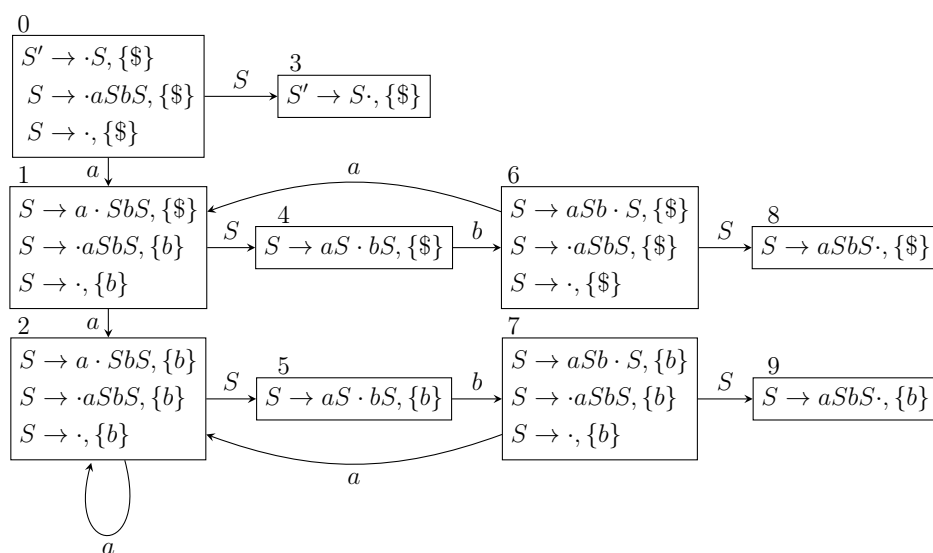 0
S′ → ·S, {$}
S → ·aSbS, {$}
S → ·, {$}
S
3
S′ → S·, {$}
a
1
S → a · SbS, {$}
S → ·aSbS, {b}
S → ·, {b}
S
4
S → aS · bS, {$}
b
a
6
S → aSb · S, {$}
S → ·aSbS, {$}
S → ·, {$}
S
8
S → aSbS·, {$}
a
2
S → a · SbS, {b}
S → ·aSbS, {b}
S → ·, {b}
S
5
S → aS · bS, {b}
b
7
S → aSb · S, {b}
S → ·aSbS, {b}
S → ·, {b}
S
9
S → aSbS·, {b}
a
a